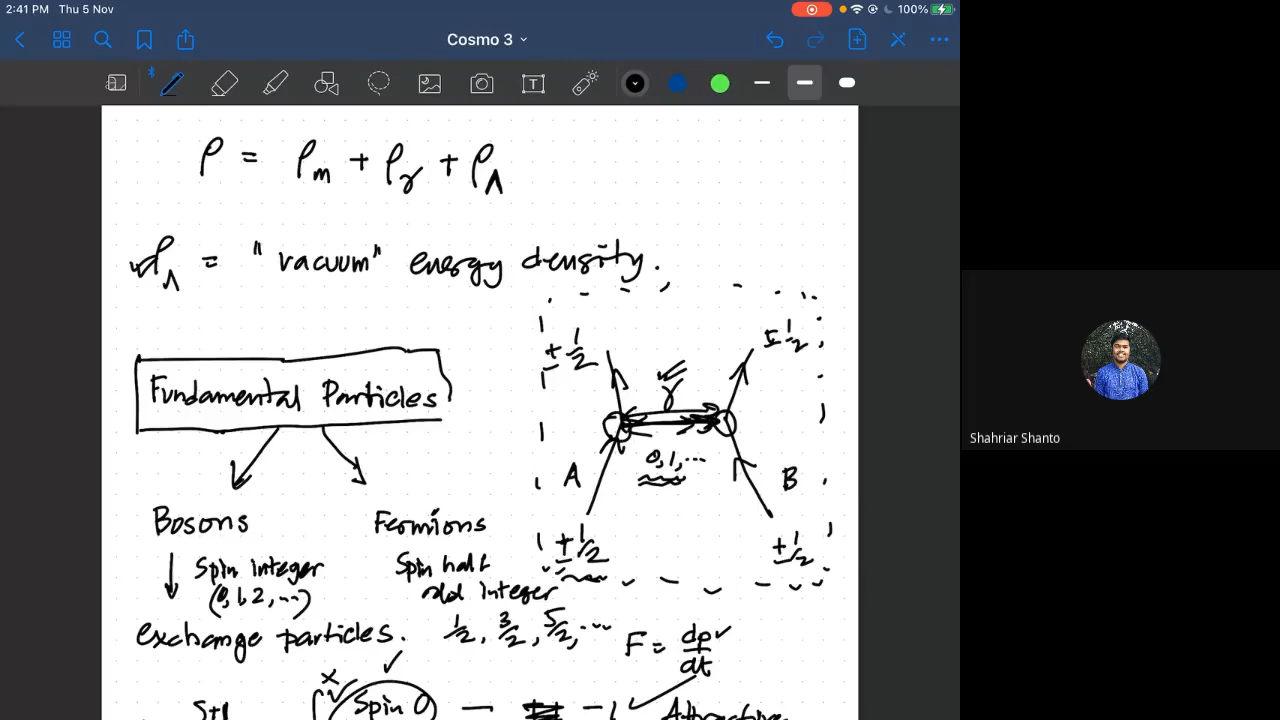 2:41 PM Thu 5 Nov
100%
Cosmo 3
T
ρ = ρm + ργ + ρΛ
ρΛ = "vacuum" energy density.
Fundamental Particles
Bosons
Fermions
Spin integer
(0, 1, 2, ...)
Spin half
odd integer
exchange particles.
1/2, 3/2, 5/2, ...
+1/2
γ
0, 1, ...
A
B
+1/2
+1/2
F = dp/dt
Spin 0
Attractive
Shahriar Shanto